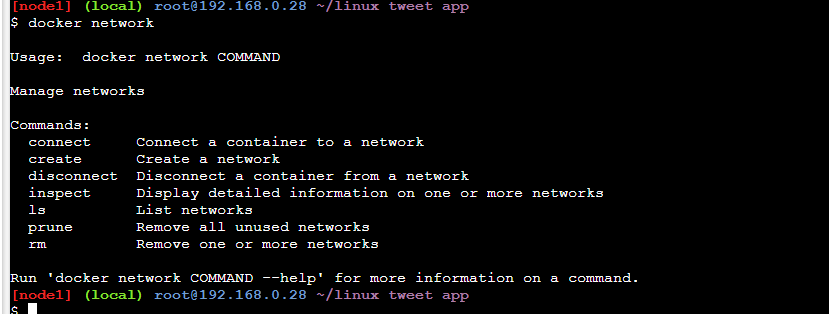 [node1] (local) root@192.168.0.28 ~/linux tweet app
$ docker network
Usage:  docker network COMMAND
Manage networks
Commands:
  connect     Connect a container to a network
  create      Create a network
  disconnect  Disconnect a container from a network
  inspect     Display detailed information on one or more networks
  ls          List networks
  prune       Remove all unused networks
  rm          Remove one or more networks
Run 'docker network COMMAND --help' for more information on a command.
[node1] (local) root@192.168.0.28 ~/linux tweet app
$